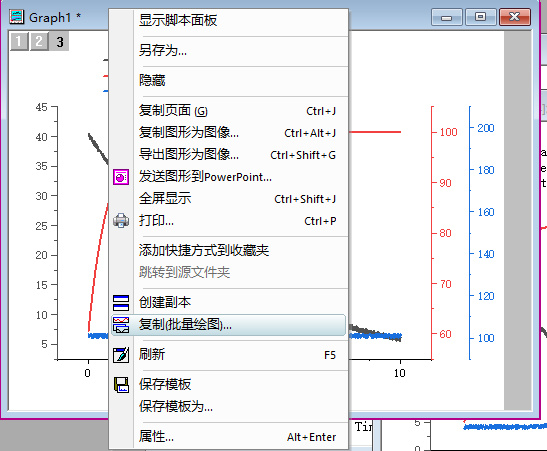 Graph1 *
1 2 3
显示脚本面板
另存为...
隐藏
复制页面 (G) Ctrl+J
复制图形为图像... Ctrl+Alt+J
导出图形为图像... Ctrl+Shift+G
发送图形到PowerPoint...
全屏显示 Ctrl+Shift+J
打印... Ctrl+P
添加快捷方式到收藏夹
跳转到源文件夹
创建副本
复制(批量绘图)...
刷新 F5
保存模板
保存模板为...
属性... Alt+Enter
45
40
35
30
25
20
15
10
5
0
10
100
90
80
70
60
200
180
160
140
120
100
5
0
Tin